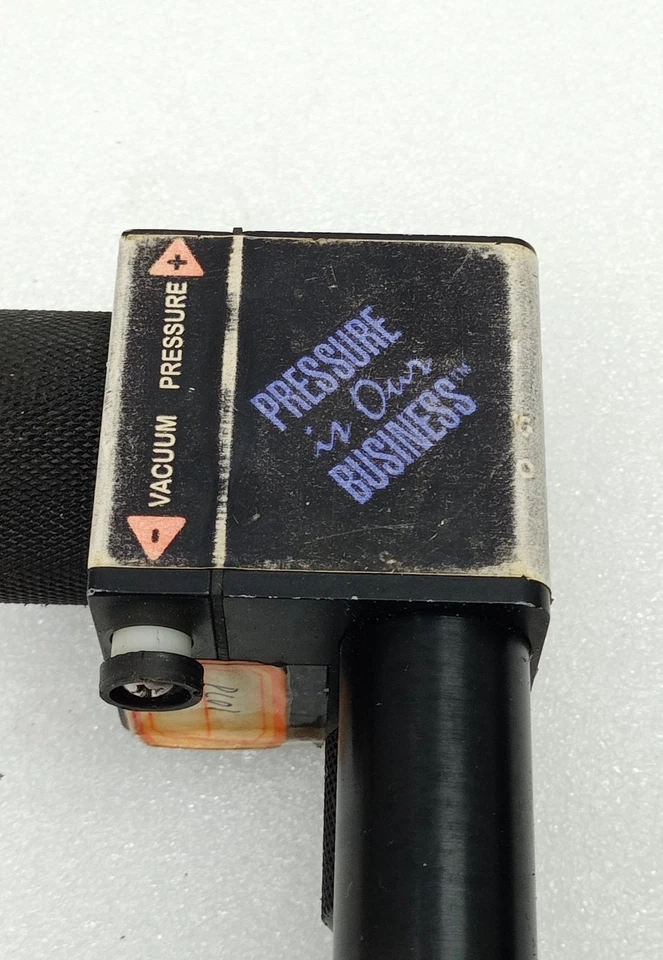 +
VACUUM PRESSURE
-
PRESSURE
is Our
BUSINESS™